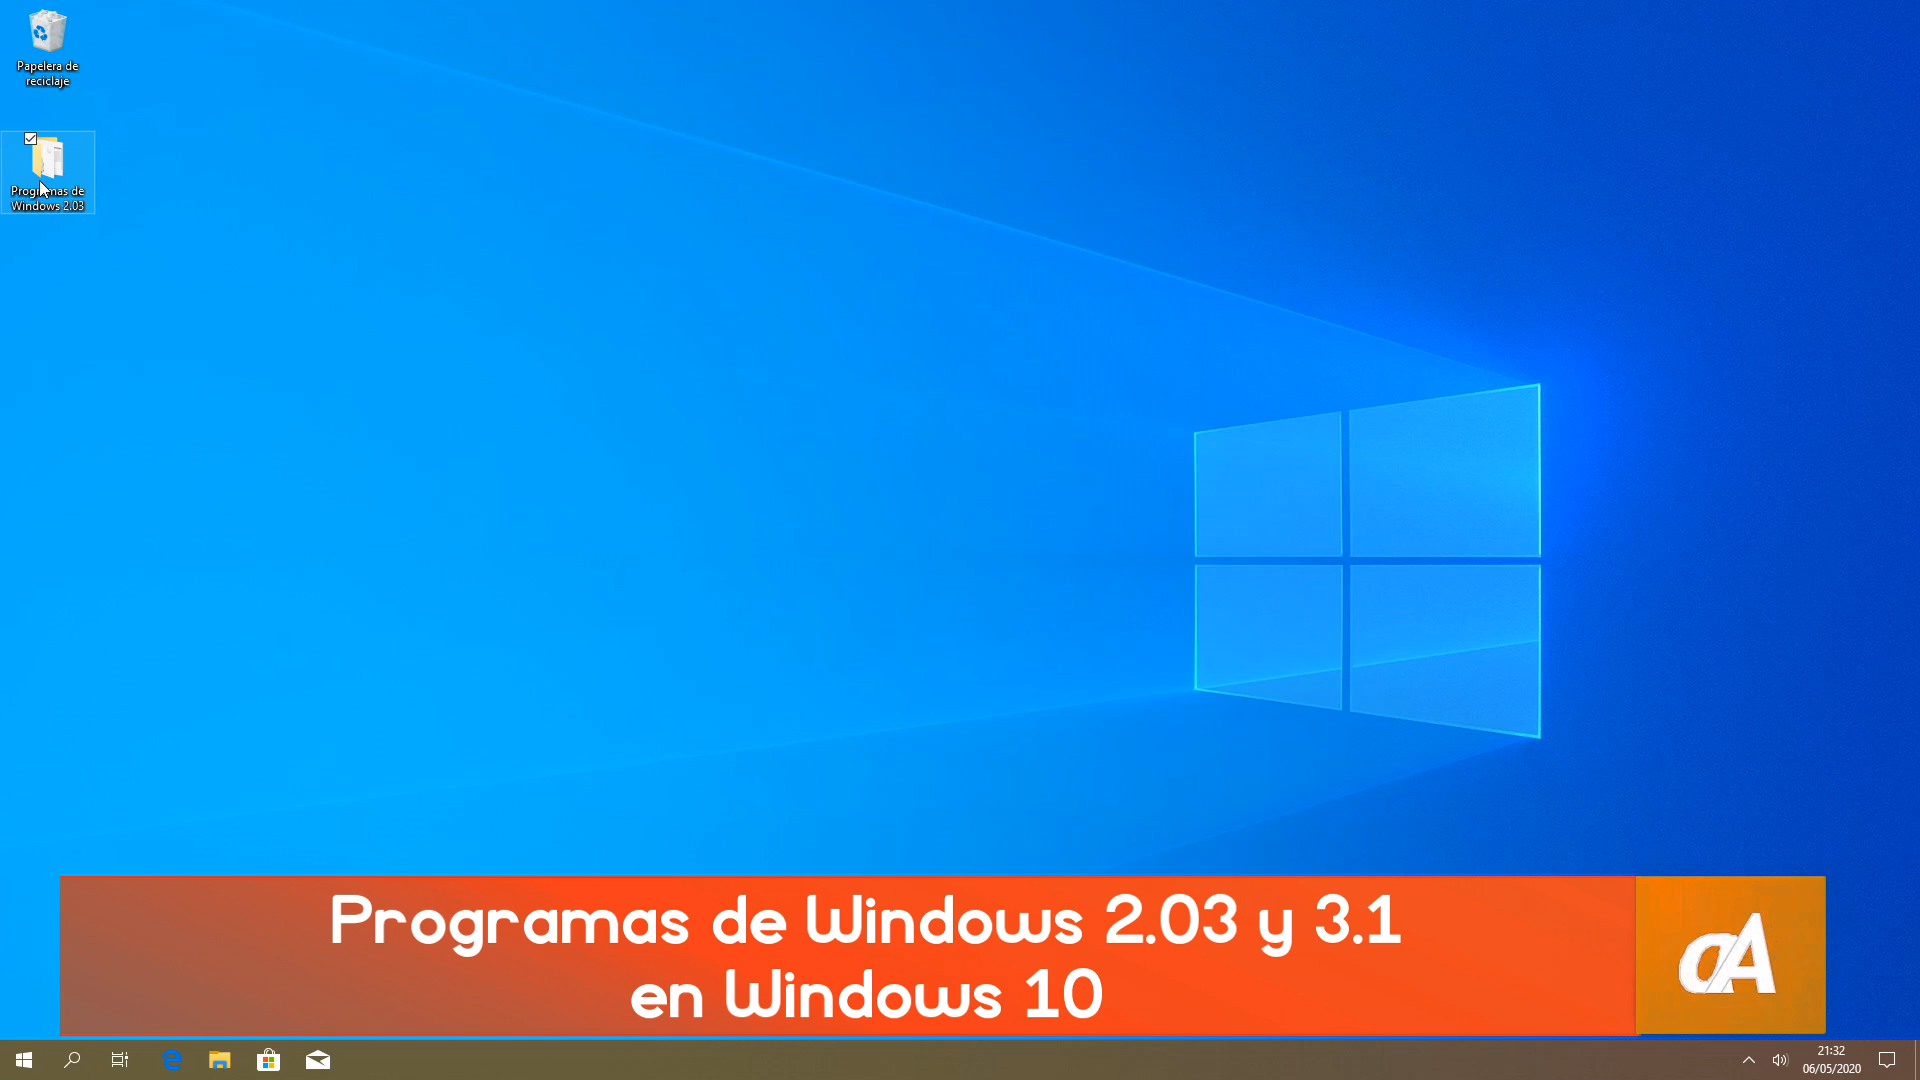 Papelera de
reciclaje
Programas de
Windows 2.03
Programas de Windows 2.03 y 3.1
en Windows 10
aA
21:32
06/05/2020